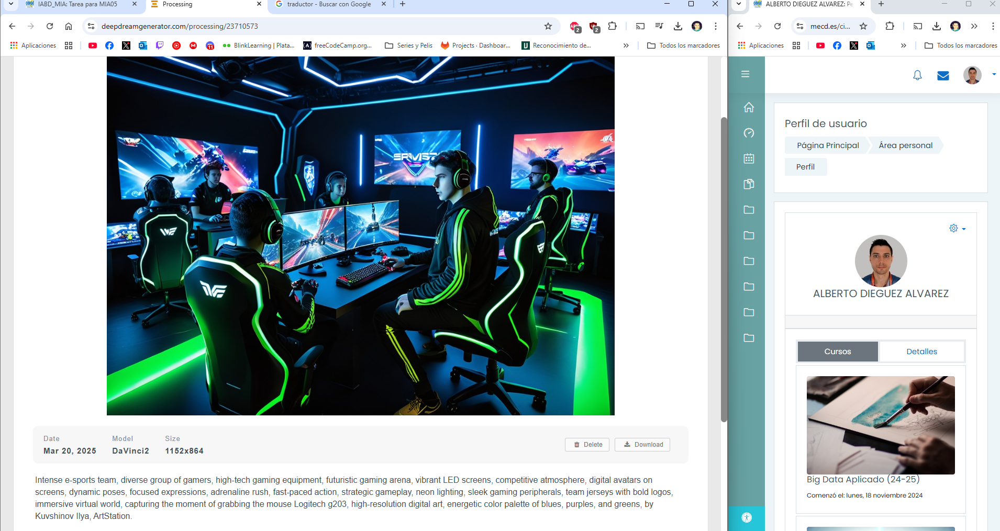 IABD_MIA: Tarea para MIA05
Processing
traductor - Buscar con Google
deepdreamgenerator.com/processing/23710573
2
2
Aplicaciones
11
BlinkLearning | Plata...
freeCodeCamp.org...
Series y Pelis
Projects · Dashboar...
Reconocimiento de...
Todos los marcadores
Date
Mar 20, 2025
Model
DaVinci2
Size
1152x864
Delete
Download
Intense e-sports team, diverse group of gamers, high-tech gaming equipment, futuristic gaming arena, vibrant LED screens, competitive atmosphere, digital avatars on
screens, dynamic poses, focused expressions, adrenaline rush, fast-paced action, strategic gameplay, neon lighting, sleek gaming peripherals, team jerseys with bold logos,
immersive virtual world, capturing the moment of grabbing the mouse Logitech g203, high-resolution digital art, energetic color palette of blues, purples, and greens, by
Kuvshinov Ilya, ArtStation.
ALBERTO DIEGUEZ ALVAREZ: Pe
mecd.es/ci...
Aplicaciones
Todos los marcadores
Perfil de usuario
Página Principal
Área personal
Perfil
ALBERTO DIEGUEZ ALVAREZ
Cursos
Detalles
Big Data Aplicado (24-25)
Comenzó el: lunes, 18 noviembre 2024